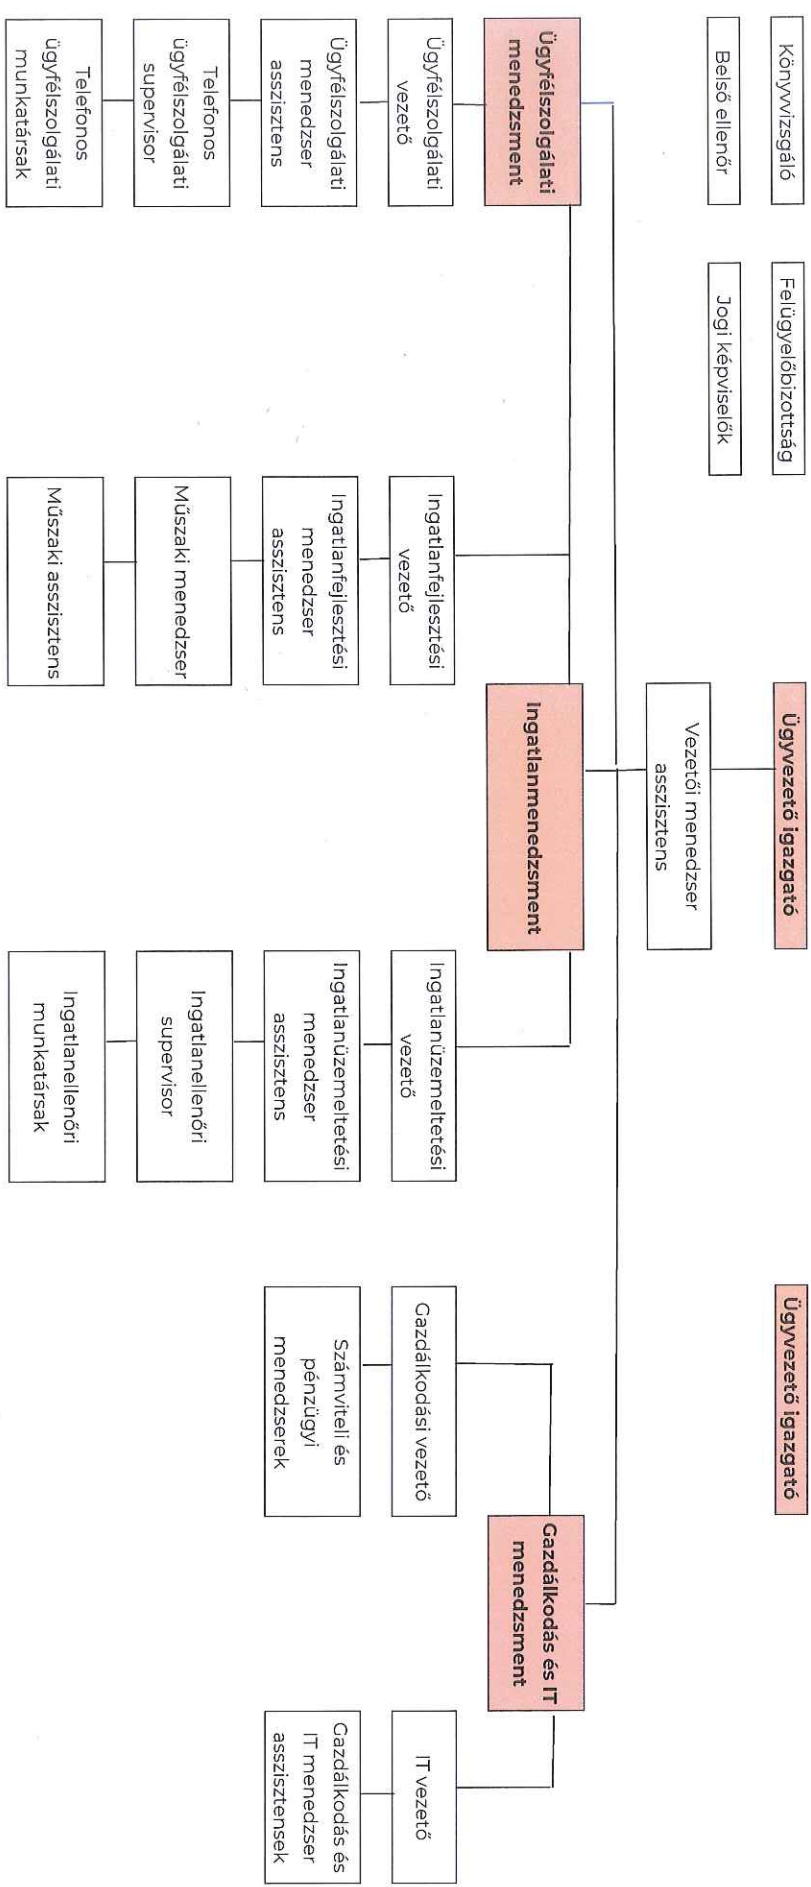 Könyvvizsgáló
Felügyelőbizottság
Ügyvezető igazgató
Ügyvezető igazgató
Belső ellenőr
Jogi képviselők
Vezetői menedzser
asszisztens
Ügyfélszolgálati
menedzsment
Ingatlanmenedzsment
Gazdálkodás és IT
menedzsment
Ügyfélszolgálati
vezető
Ingatlanfejlesztési
vezető
Ingatlanüzemeltetési
vezető
Gazdálkodási vezető
IT vezető
Ügyfélszolgálati
menedzser
asszisztens
Ingatlanfejlesztési
menedzser
asszisztens
Ingatlanüzemeltetési
menedzser
asszisztens
Számviteli és
pénzügyi
menedzserek
Gazdálkodás és
IT menedzser
asszisztensek
Telefonos
ügyfélszolgálati
supervisor
Műszaki menedzser
Ingatlanellenőri
supervisor
Telefonos
ügyfélszolgálati
munkatársak
Műszaki asszisztens
Ingatlanellenőri
munkatársak